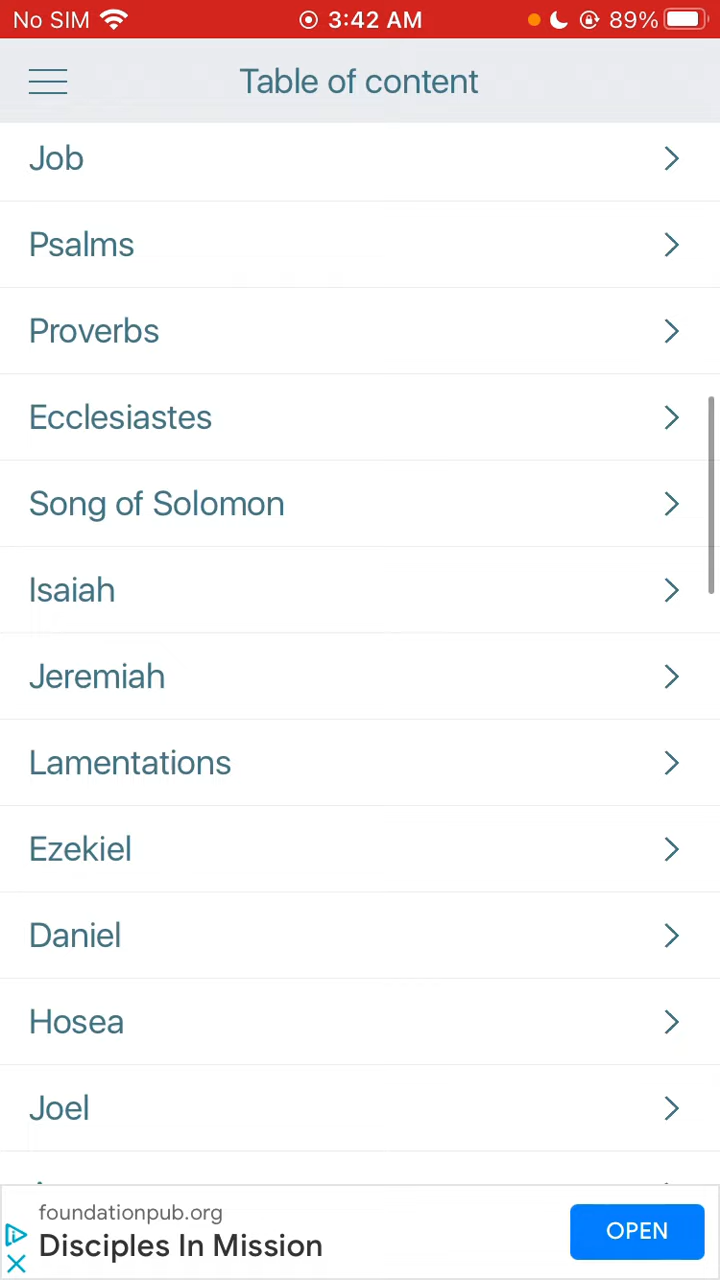 No SIM 3:42 AM 89%
Table of content
Job
Psalms
Proverbs
Ecclesiastes
Song of Solomon
Isaiah
Jeremiah
Lamentations
Ezekiel
Daniel
Hosea
Joel
foundationpub.org
Disciples In Mission
OPEN